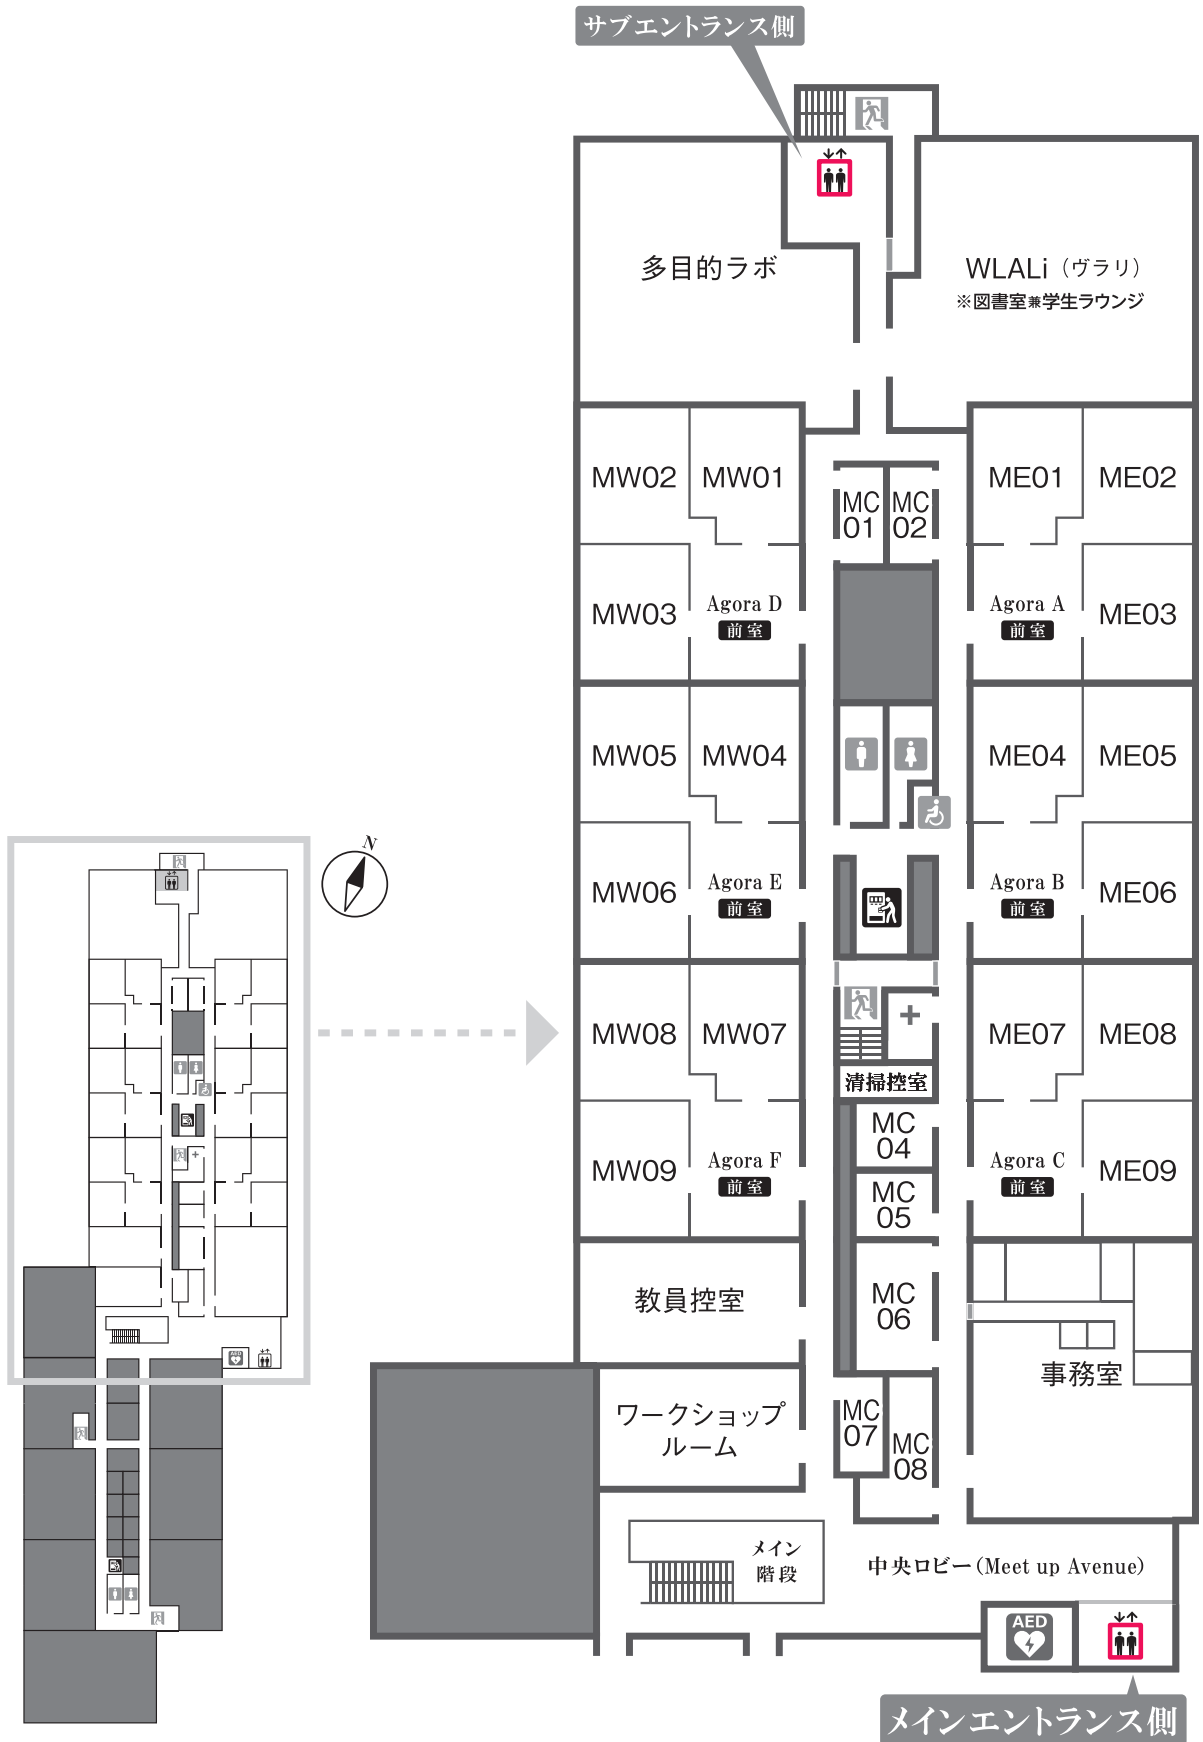 サブエントランス側
多目的ラボ
WLALi（ヴラリ）
※図書室兼学生ラウンジ
MW02
MW01
MC
01
MC
02
ME01
ME02
MW03
Agora D
前室
Agora A
前室
ME03
MW05
MW04
ME04
ME05
MW06
Agora E
前室
Agora B
前室
ME06
N
MW08
MW07
ME07
ME08
清掃控室
MC
04
MW09
Agora F
前室
MC
05
Agora C
前室
ME09
教員控室
MC
06
事務室
ワークショップ
ルーム
MC
07
MC
08
メイン
階段
中央ロビー（Meet up Avenue）
AED
AED
メインエントランス側